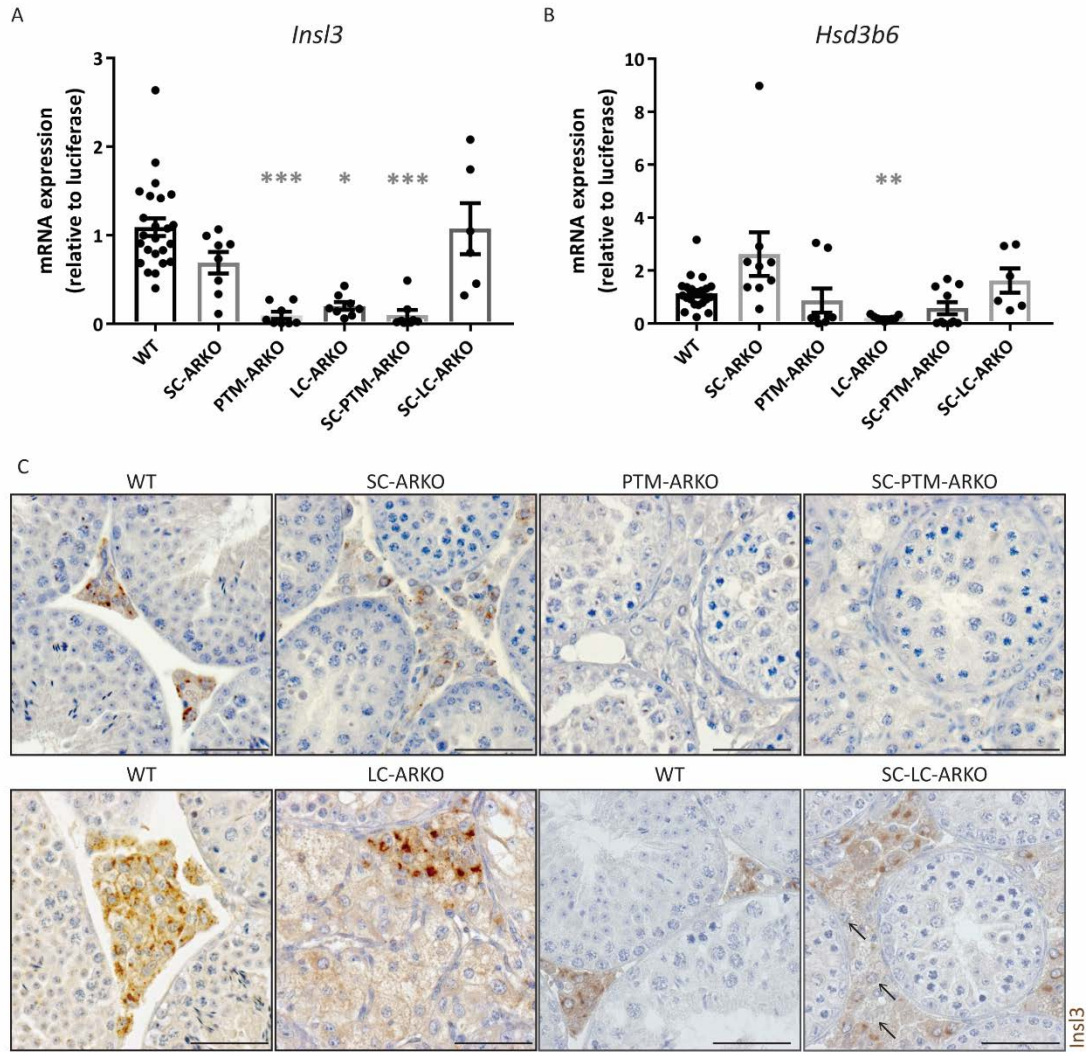 A
Insl3
mRNA expression
(relative to luciferase)
3
2
1
0
***
*
***
WT
SC-ARKO
PTM-ARKO
LC-ARKO
SC-PTM-ARKO
SC-LC-ARKO
B
Hsd3b6
mRNA expression
(relative to luciferase)
10
8
6
4
2
0
**
WT
SC-ARKO
PTM-ARKO
LC-ARKO
SC-PTM-ARKO
SC-LC-ARKO
C
WT
SC-ARKO
PTM-ARKO
SC-PTM-ARKO
WT
LC-ARKO
WT
SC-LC-ARKO
Insl3